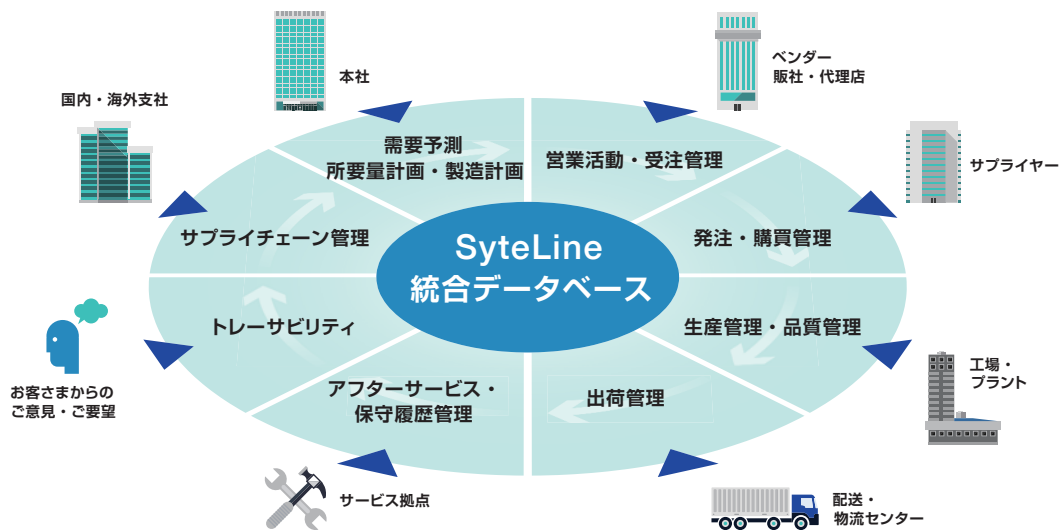 本社
ベンダー
販社・代理店
国内・海外支社
サプライヤー
需要予測
所要量計画・製造計画
営業活動・受注管理
サプライチェーン管理
発注・購買管理
SyteLine
統合データベース
トレーサビリティ
生産管理・品質管理
お客さまからの
ご意見・ご要望
工場・
プラント
アフターサービス・
保守履歴管理
出荷管理
サービス拠点
配送・
物流センター